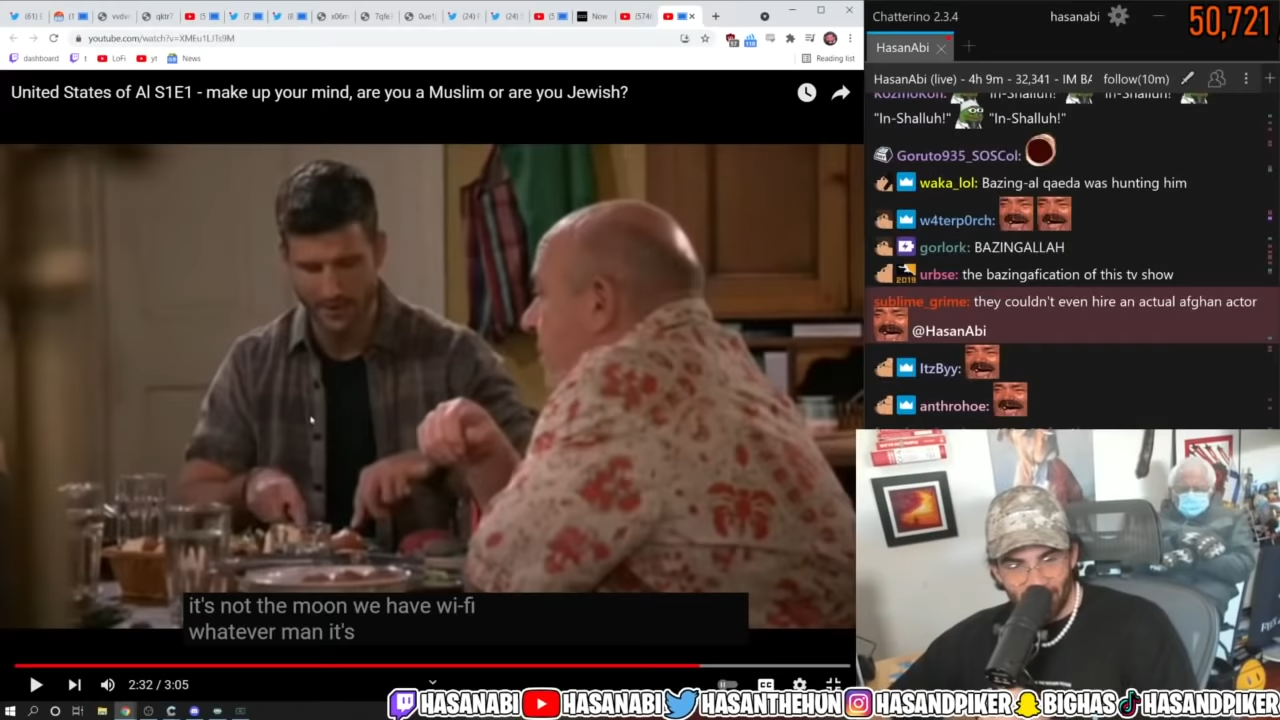 youtube.com/watch?v=XMEu1LJTs9M
dashboard
t
LoFi
yt
News
Reading list
United States of Al S1E1 - make up your mind, are you a Muslim or are you Jewish?
it's not the moon we have wi-fi
whatever man it's
2:32 / 3:05
Chatterino 2.3.4
hasanabi
50,721
HasanAbi
HasanAbi (live) - 4h 9m - 32,341 - IM BA
follow(10m)
"In-Shalluh!" "In-Shalluh!"
Goruto935_SOSCol:
waka_lol: Bazing-al qaeda was hunting him
w4terp0rch:
gorlork: BAZINGALLAH
urbse: the bazingafication of this tv show
sublime_grime: they couldn't even hire an actual afghan actor
@HasanAbi
ItzByy:
anthrohoe:
HASANABI HASANABI HASANTHEHUN HASANDPIKER BIGHAS HASANDPIKER